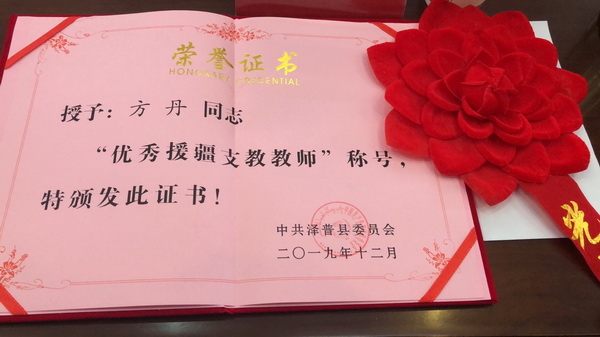 荣誉证书
HONORARY CREDENTIAL
授予：方丹 同志
“优秀援疆支教教师”称号，
特颁发此证书！
中共泽普县委员会
二〇一九年十二月
光